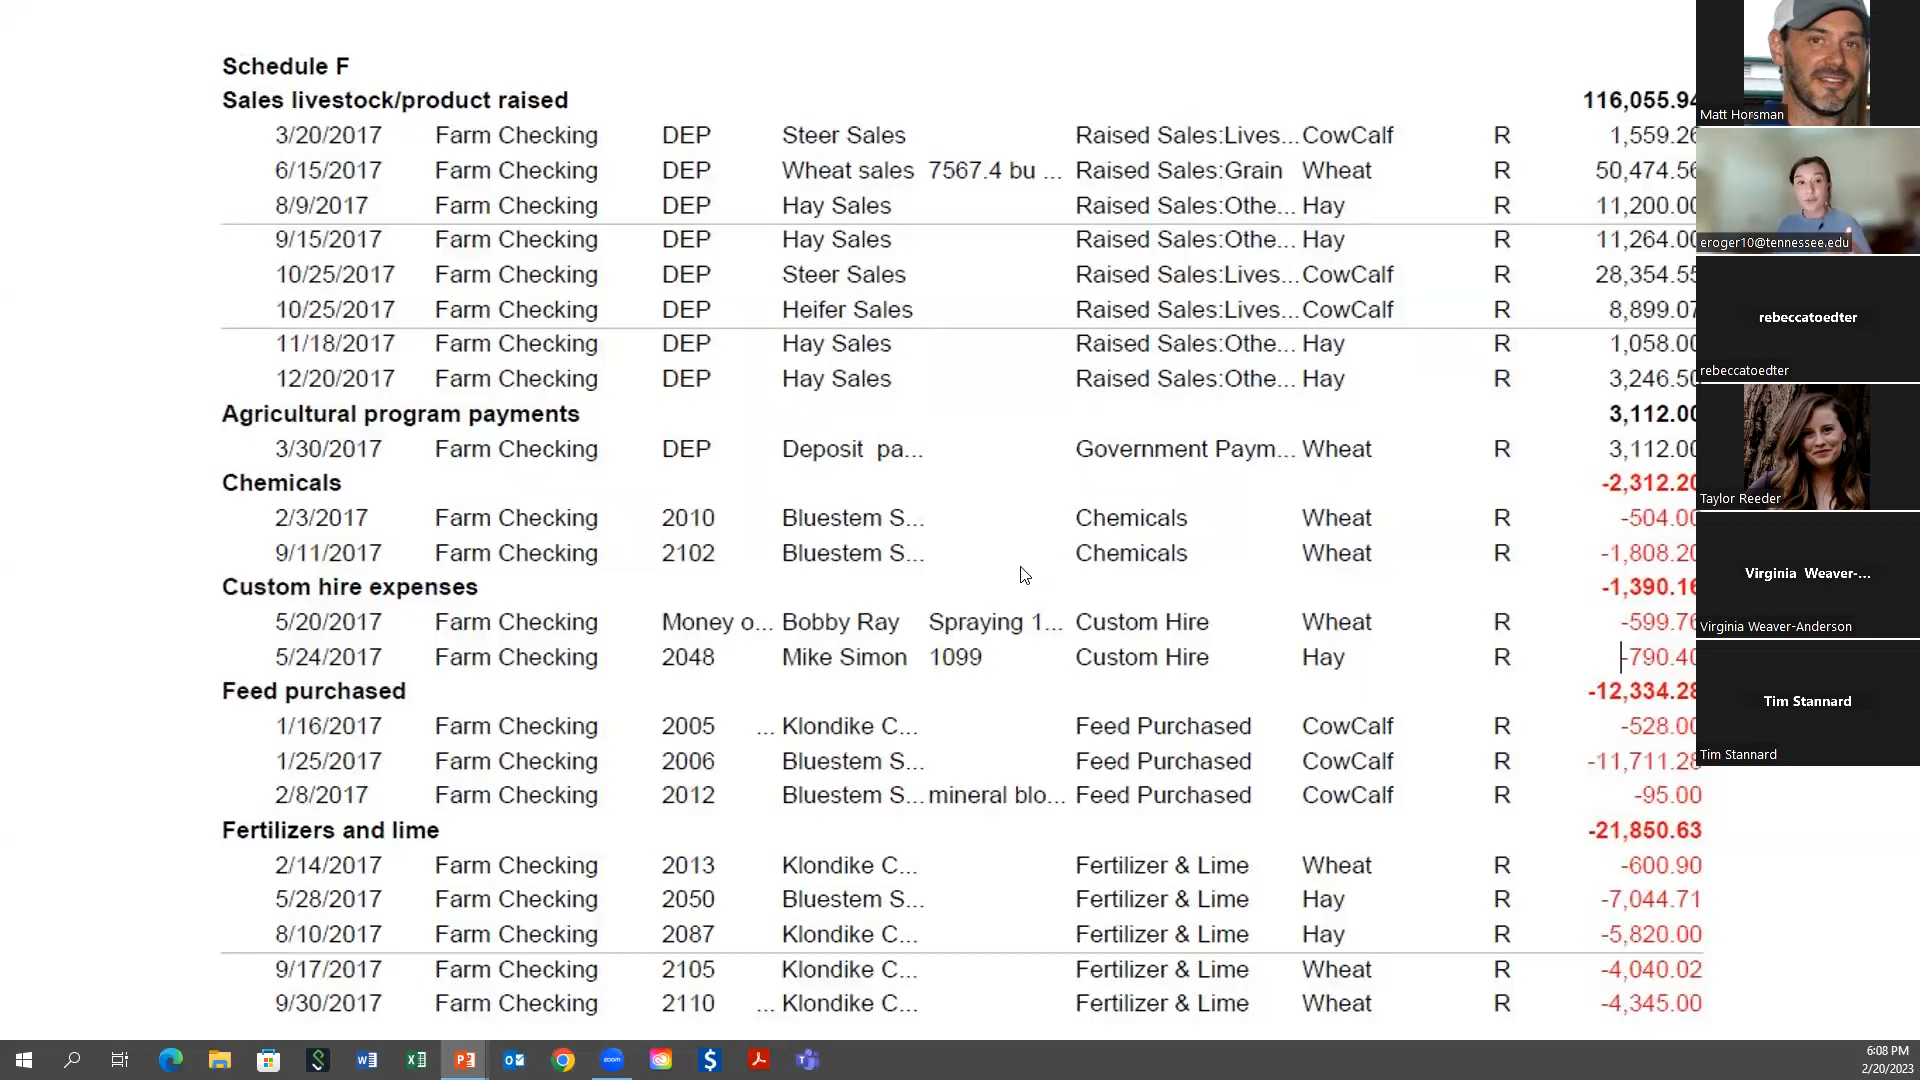 Schedule F
Sales livestock/product raised 116,055.94
3/20/2017 Farm Checking DEP Steer Sales Raised Sales:Lives... CowCalf R 1,559.26
6/15/2017 Farm Checking DEP Wheat sales 7567.4 bu ... Raised Sales:Grain Wheat R 50,474.56
8/9/2017 Farm Checking DEP Hay Sales Raised Sales:Othe... Hay R 11,200.00
9/15/2017 Farm Checking DEP Hay Sales Raised Sales:Othe... Hay R 11,264.00
10/25/2017 Farm Checking DEP Steer Sales Raised Sales:Lives... CowCalf R 28,354.55
10/25/2017 Farm Checking DEP Heifer Sales Raised Sales:Lives... CowCalf R 8,899.07
11/18/2017 Farm Checking DEP Hay Sales Raised Sales:Othe... Hay R 1,058.00
12/20/2017 Farm Checking DEP Hay Sales Raised Sales:Othe... Hay R 3,246.50
Agricultural program payments 3,112.00
3/30/2017 Farm Checking DEP Deposit pa... Government Paym... Wheat R 3,112.00
Chemicals -2,312.20
2/3/2017 Farm Checking 2010 Bluestem S... Chemicals Wheat R -504.00
9/11/2017 Farm Checking 2102 Bluestem S... Chemicals Wheat R -1,808.20
Custom hire expenses -1,390.16
5/20/2017 Farm Checking Money o... Bobby Ray Spraying 1... Custom Hire Wheat R -599.76
5/24/2017 Farm Checking 2048 Mike Simon 1099 Custom Hire Hay R -790.40
Feed purchased -12,334.28
1/16/2017 Farm Checking 2005 ... Klondike C... Feed Purchased CowCalf R -528.00
1/25/2017 Farm Checking 2006 Bluestem S... Feed Purchased CowCalf R -11,711.28
2/8/2017 Farm Checking 2012 Bluestem S... mineral blo... Feed Purchased CowCalf R -95.00
Fertilizers and lime -21,850.63
2/14/2017 Farm Checking 2013 Klondike C... Fertilizer & Lime Wheat R -600.90
5/28/2017 Farm Checking 2050 Bluestem S... Fertilizer & Lime Hay R -7,044.71
8/10/2017 Farm Checking 2087 Klondike C... Fertilizer & Lime Hay R -5,820.00
9/17/2017 Farm Checking 2105 Klondike C... Fertilizer & Lime Wheat R -4,040.02
9/30/2017 Farm Checking 2110 ... Klondike C... Fertilizer & Lime Wheat R -4,345.00
Matt Horsman
eroger10@tennessee.edu
rebeccatoedter
rebeccatoedter
Taylor Reeder
Virginia Weaver-...
Virginia Weaver-Anderson
Tim Stannard
Tim Stannard
zoom
6:08 PM
2/20/2023